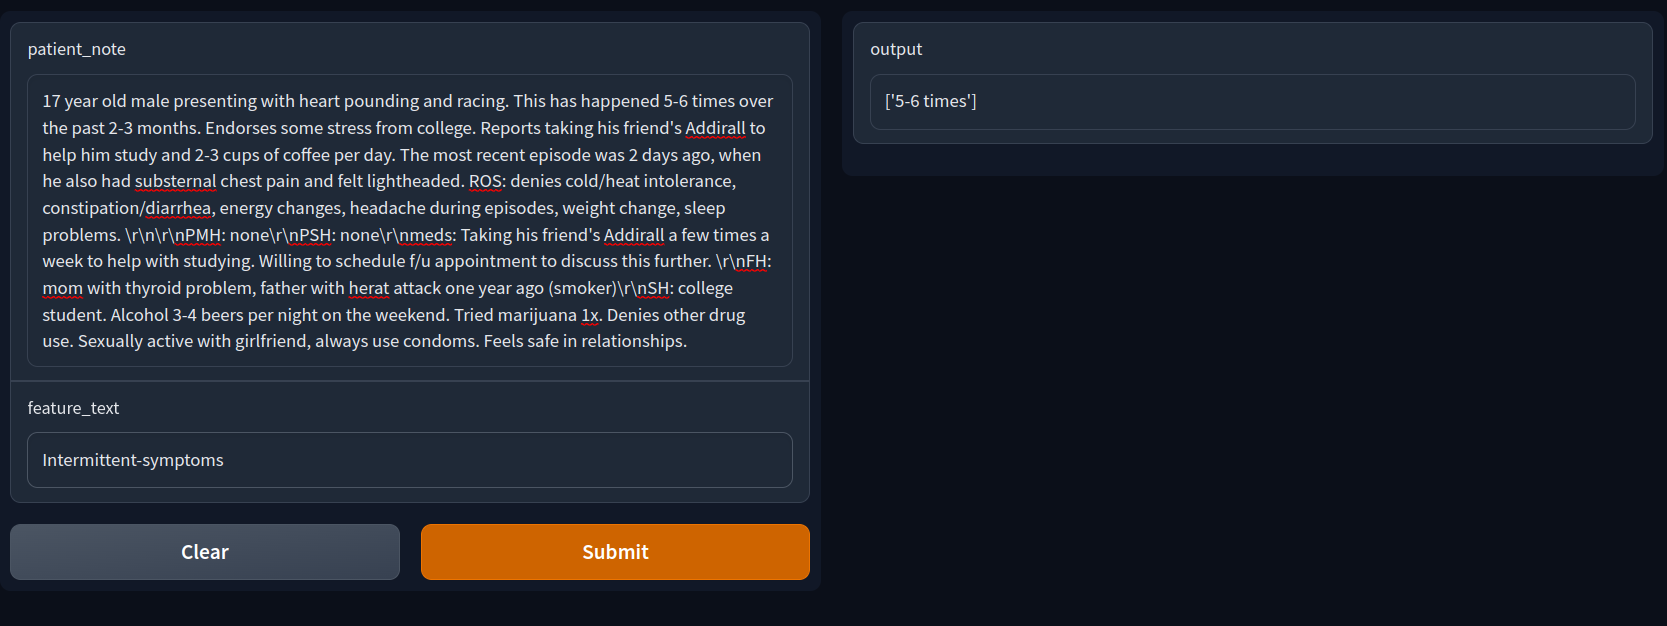 patient_note
17 year old male presenting with heart pounding and racing. This has happened 5-6 times over
the past 2-3 months. Endorses some stress from college. Reports taking his friend's Addirall to
help him study and 2-3 cups of coffee per day. The most recent episode was 2 days ago, when
he also had substernal chest pain and felt lightheaded. ROS: denies cold/heat intolerance,
constipation/diarrhea, energy changes, headache during episodes, weight change, sleep
problems. \r\n\r\nPMH: none\r\nPSH: none\r\nmeds: Taking his friend's Addirall a few times a
week to help with studying. Willing to schedule f/u appointment to discuss this further. \r\nFH:
mom with thyroid problem, father with herat attack one year ago (smoker)\r\nSH: college
student. Alcohol 3-4 beers per night on the weekend. Tried marijuana 1x. Denies other drug
use. Sexually active with girlfriend, always use condoms. Feels safe in relationships.
feature_text
Intermittent-symptoms
Clear
Submit
output
['5-6 times']